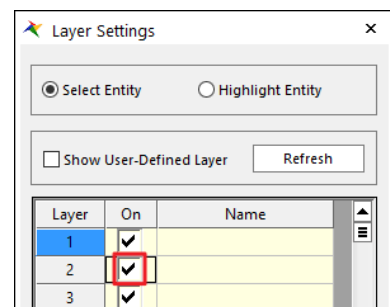 Layer Settings
Select Entity Highlight Entity
Show User-Defined Layer Refresh
Layer On Name
1
2
3